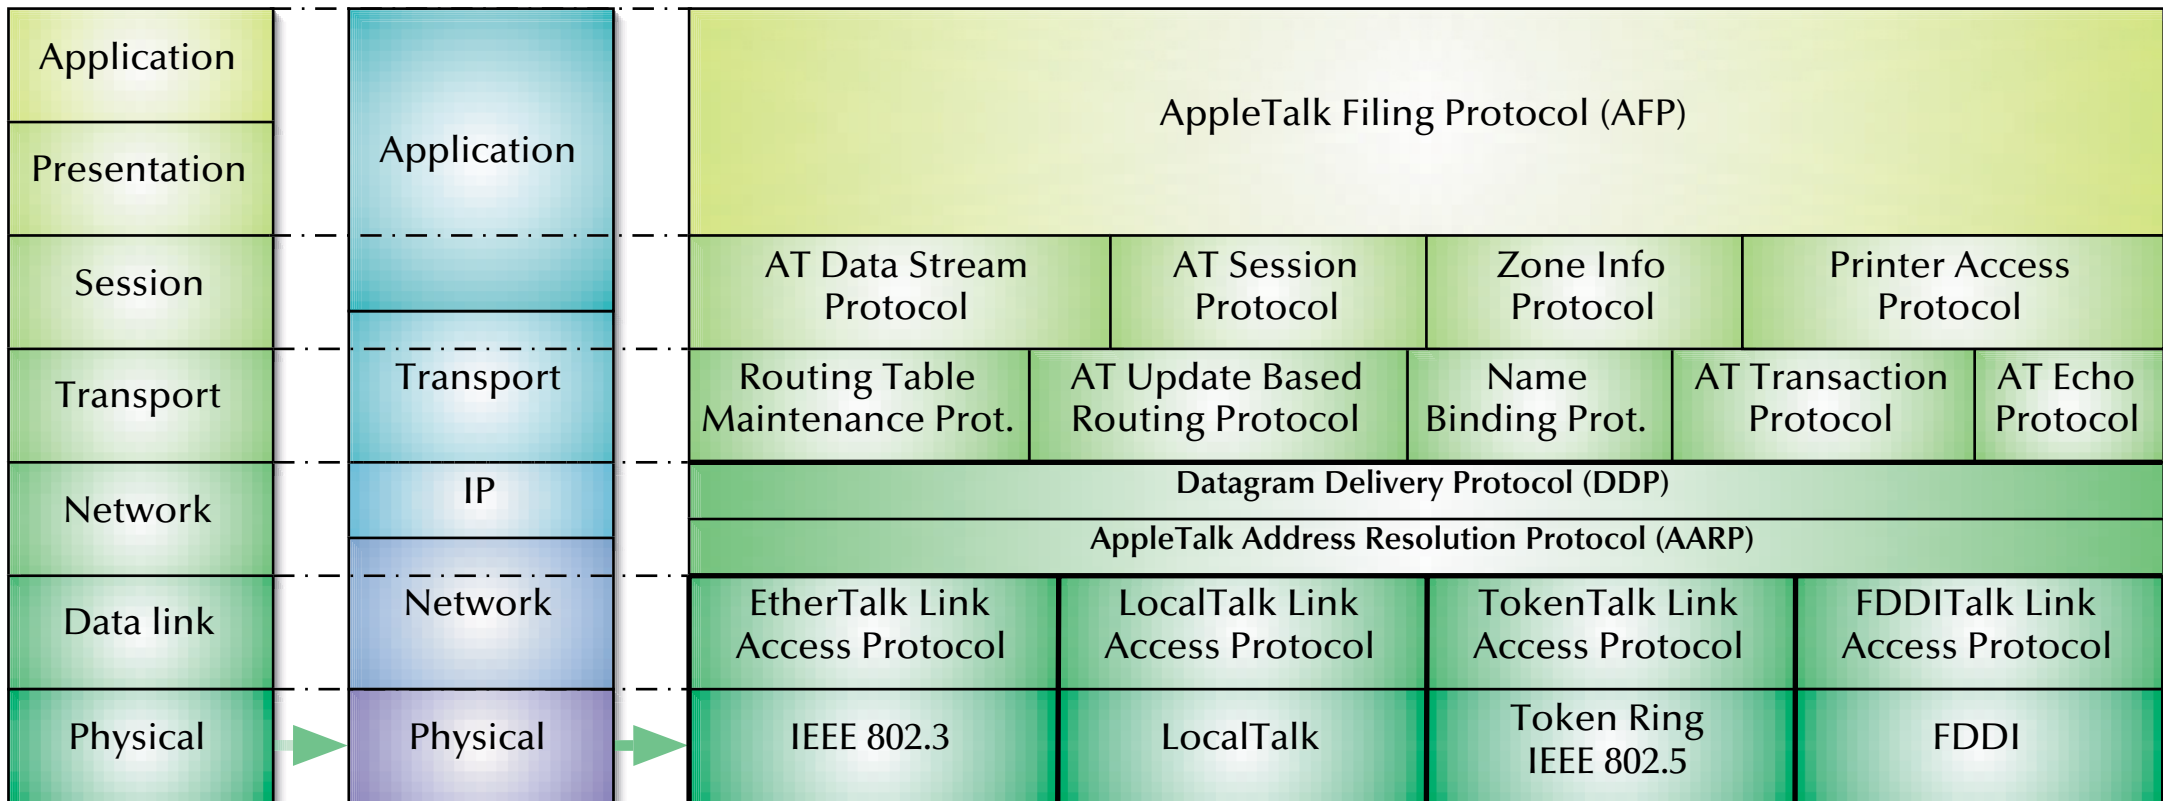 Application
Presentation
Session
Transport
Network
Data link
Physical
Application
Transport
IP
Network
Physical
AppleTalk Filing Protocol (AFP)
AT Data Stream
Protocol
AT Session
Protocol
Zone Info
Protocol
Printer Access
Protocol
Routing Table
Maintenance Prot.
AT Update Based
Routing Protocol
Name
Binding Prot.
AT Transaction
Protocol
AT Echo
Protocol
Datagram Delivery Protocol (DDP)
AppleTalk Address Resolution Protocol (AARP)
EtherTalk Link
Access Protocol
LocalTalk Link
Access Protocol
TokenTalk Link
Access Protocol
FDDITalk Link
Access Protocol
IEEE 802.3
LocalTalk
Token Ring
IEEE 802.5
FDDI